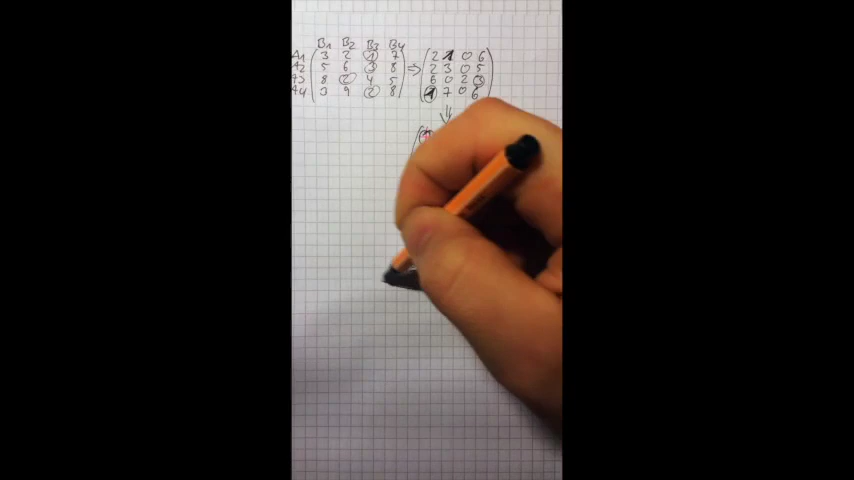 B1 B2 B3 B4
A1 3 2 1 7 ⇒ 2 1 0 6
A2 5 6 3 8 2 3 0 5
A3 8 2 4 5 6 0 2 3
A4 3 9 2 8 1 7 0 6
⇓